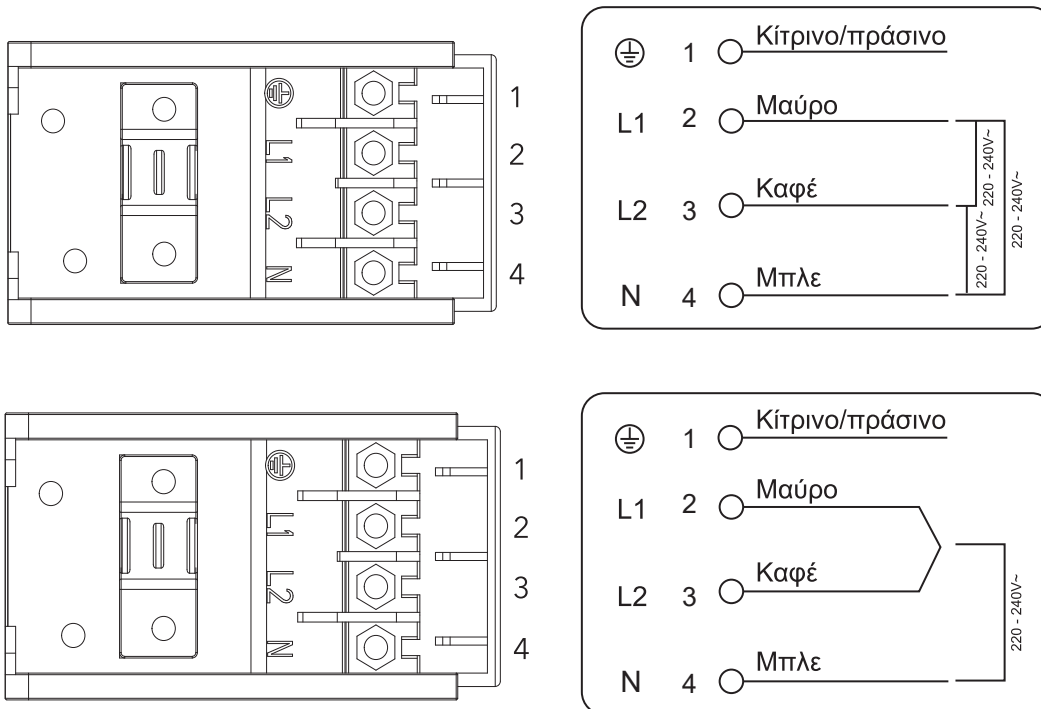 L1
L2
N
1
2
3
4
1 Κίτρινο/πράσινο
L1 2 Μαύρο
L2 3 Καφέ
N 4 Μπλε
220 - 240V~
220 - 240V~
220 - 240V~
L1
L2
N
1
2
3
4
1 Κίτρινο/πράσινο
L1 2 Μαύρο
L2 3 Καφέ
N 4 Μπλε
220 - 240V~